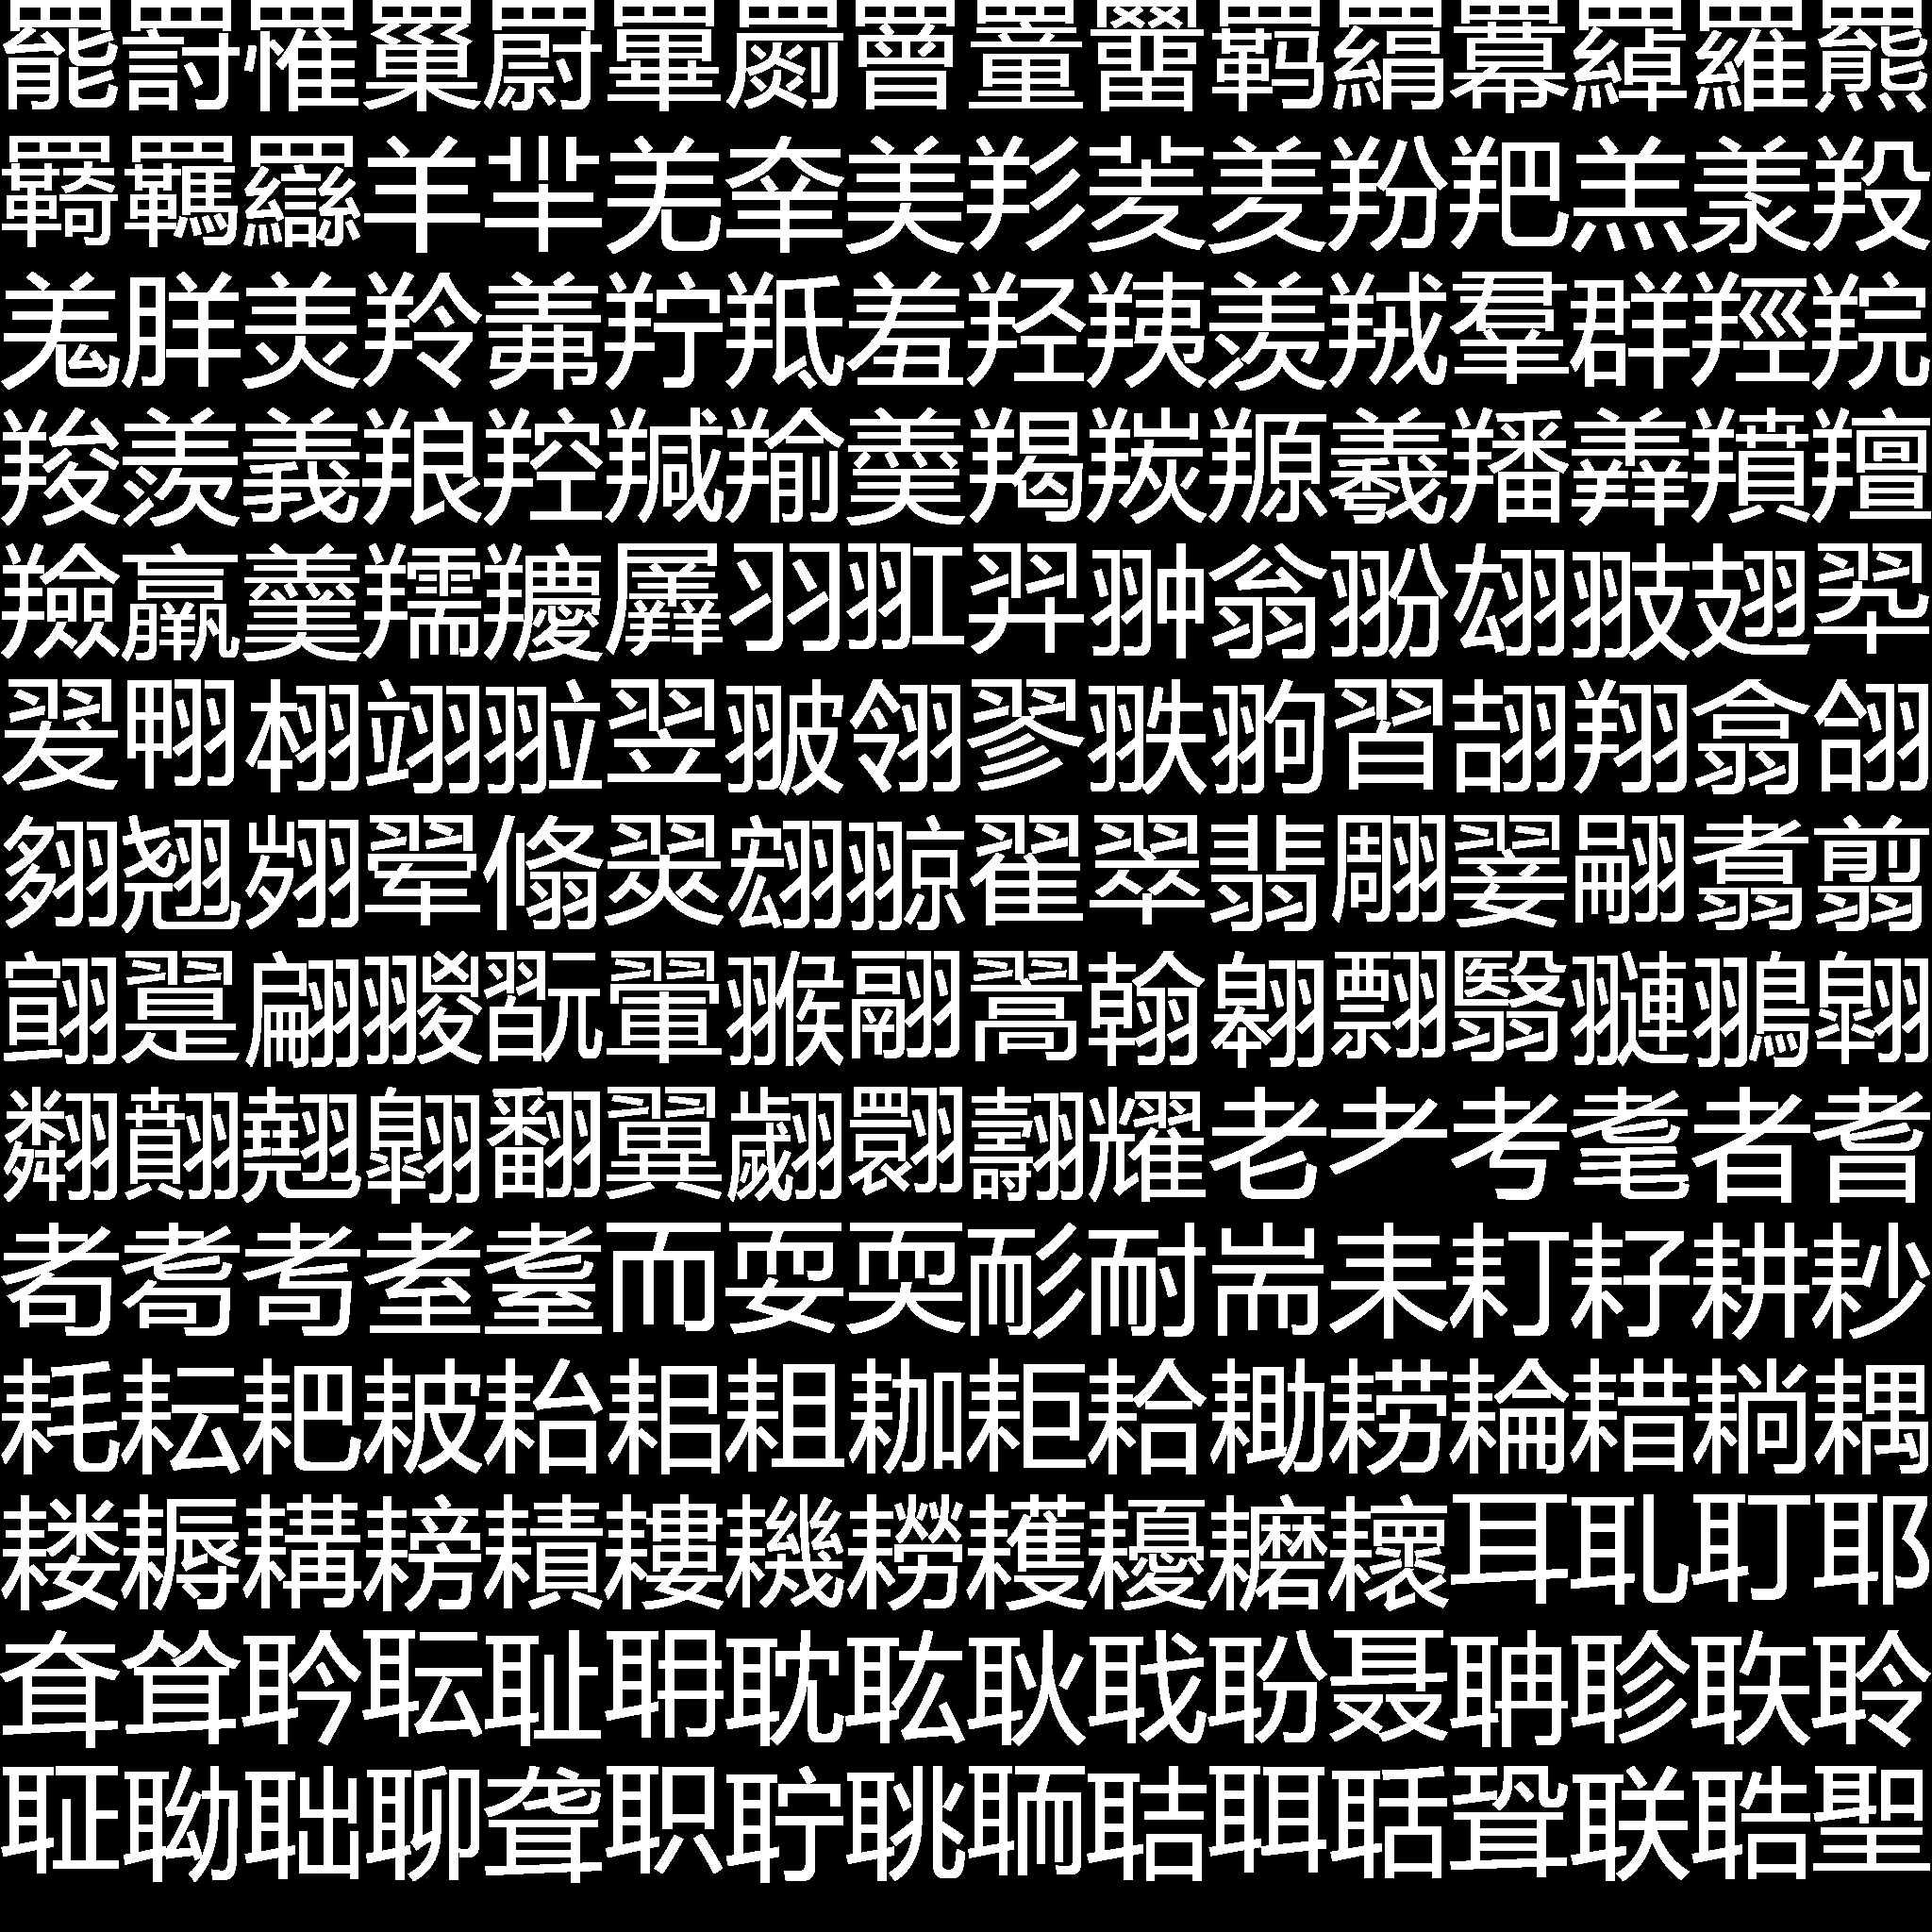 罷罸罹罺罻罼罽罾罿羀羁羂羃羄羅羆
羇羈羉羊羋羌羍美羏羐羑羒羓羔羕羖
羗羘羙羚羛羜羝羞羟羠羡羢羣群羥羦
羧羨義羪羫羬羭羮羯羰羱羲羳羴羵羶
羷羸羹羺羻羼羽羾羿翀翁翂翃翄翅翆
翇翈翉翊翋翌翍翎翏翐翑習翓翔翕翖
翗翘翙翚翛翜翝翞翟翠翡翢翣翤翥翦
翧翨翩翪翫翬翭翮翯翰翱翲翳翴翵翶
翷翸翹翺翻翼翽翾翿耀老耂考耄者耆
耇耈耉耊耋而耍耎耏耐耑耒耓耔耕耖
耗耘耙耚耛耜耝耞耟耠耡耢耣耤耥耦
耧耨耩耪耫耬耭耮耯耰耱耲耳耴耵耶
耷耸耹耺耻耼耽耾耿聀聁聂聃聄聅聆
聇聈聉聊聋职聍聎聏聐聑聒聓联聕聖